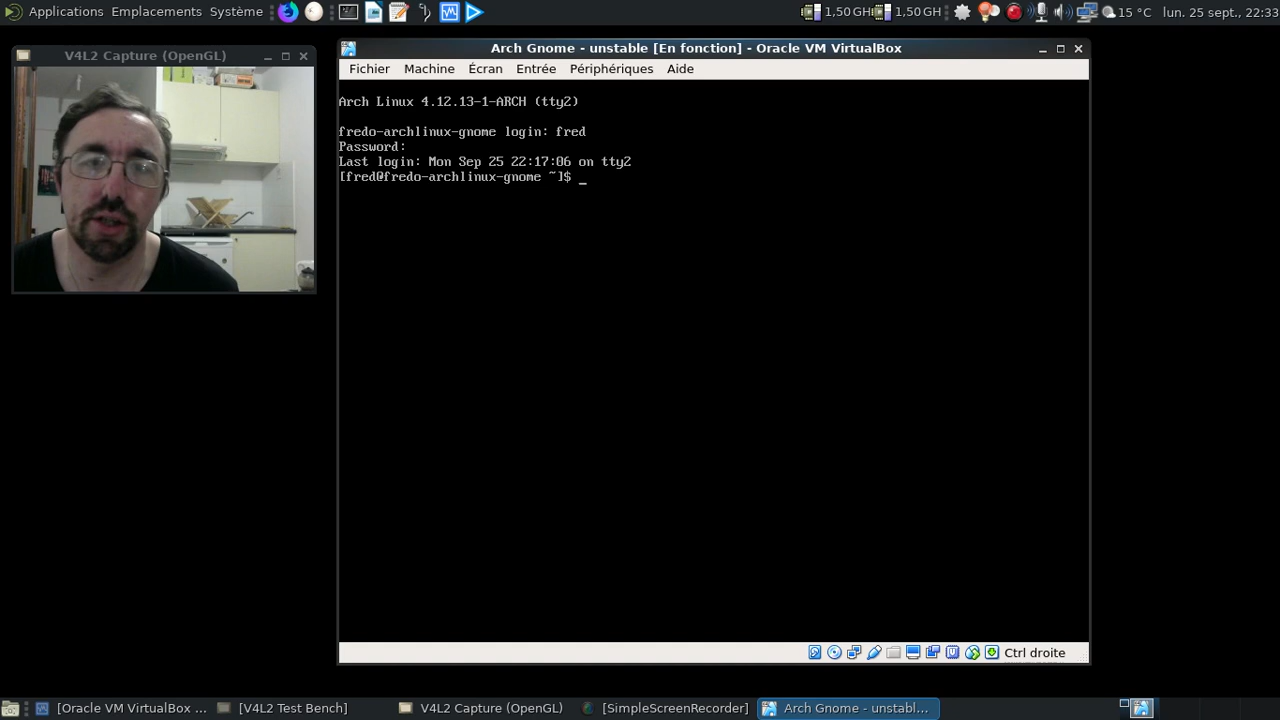 Applications Emplacements Système
1,50 GH 1,50 GH 15 °C lun. 25 sept., 22:33
V4L2 Capture (OpenGL)
Arch Gnome - unstable [En fonction] - Oracle VM VirtualBox
Fichier Machine Écran Entrée Périphériques Aide
Arch Linux 4.12.13-1-ARCH (tty2)
fredo-archlinux-gnome login: fred
Password:
Last login: Mon Sep 25 22:17:06 on tty2
[fred@fredo-archlinux-gnome ~]$ _
Ctrl droite
[Oracle VM VirtualBox ... [V4L2 Test Bench] V4L2 Capture (OpenGL) [SimpleScreenRecorder] Arch Gnome - unstabl...